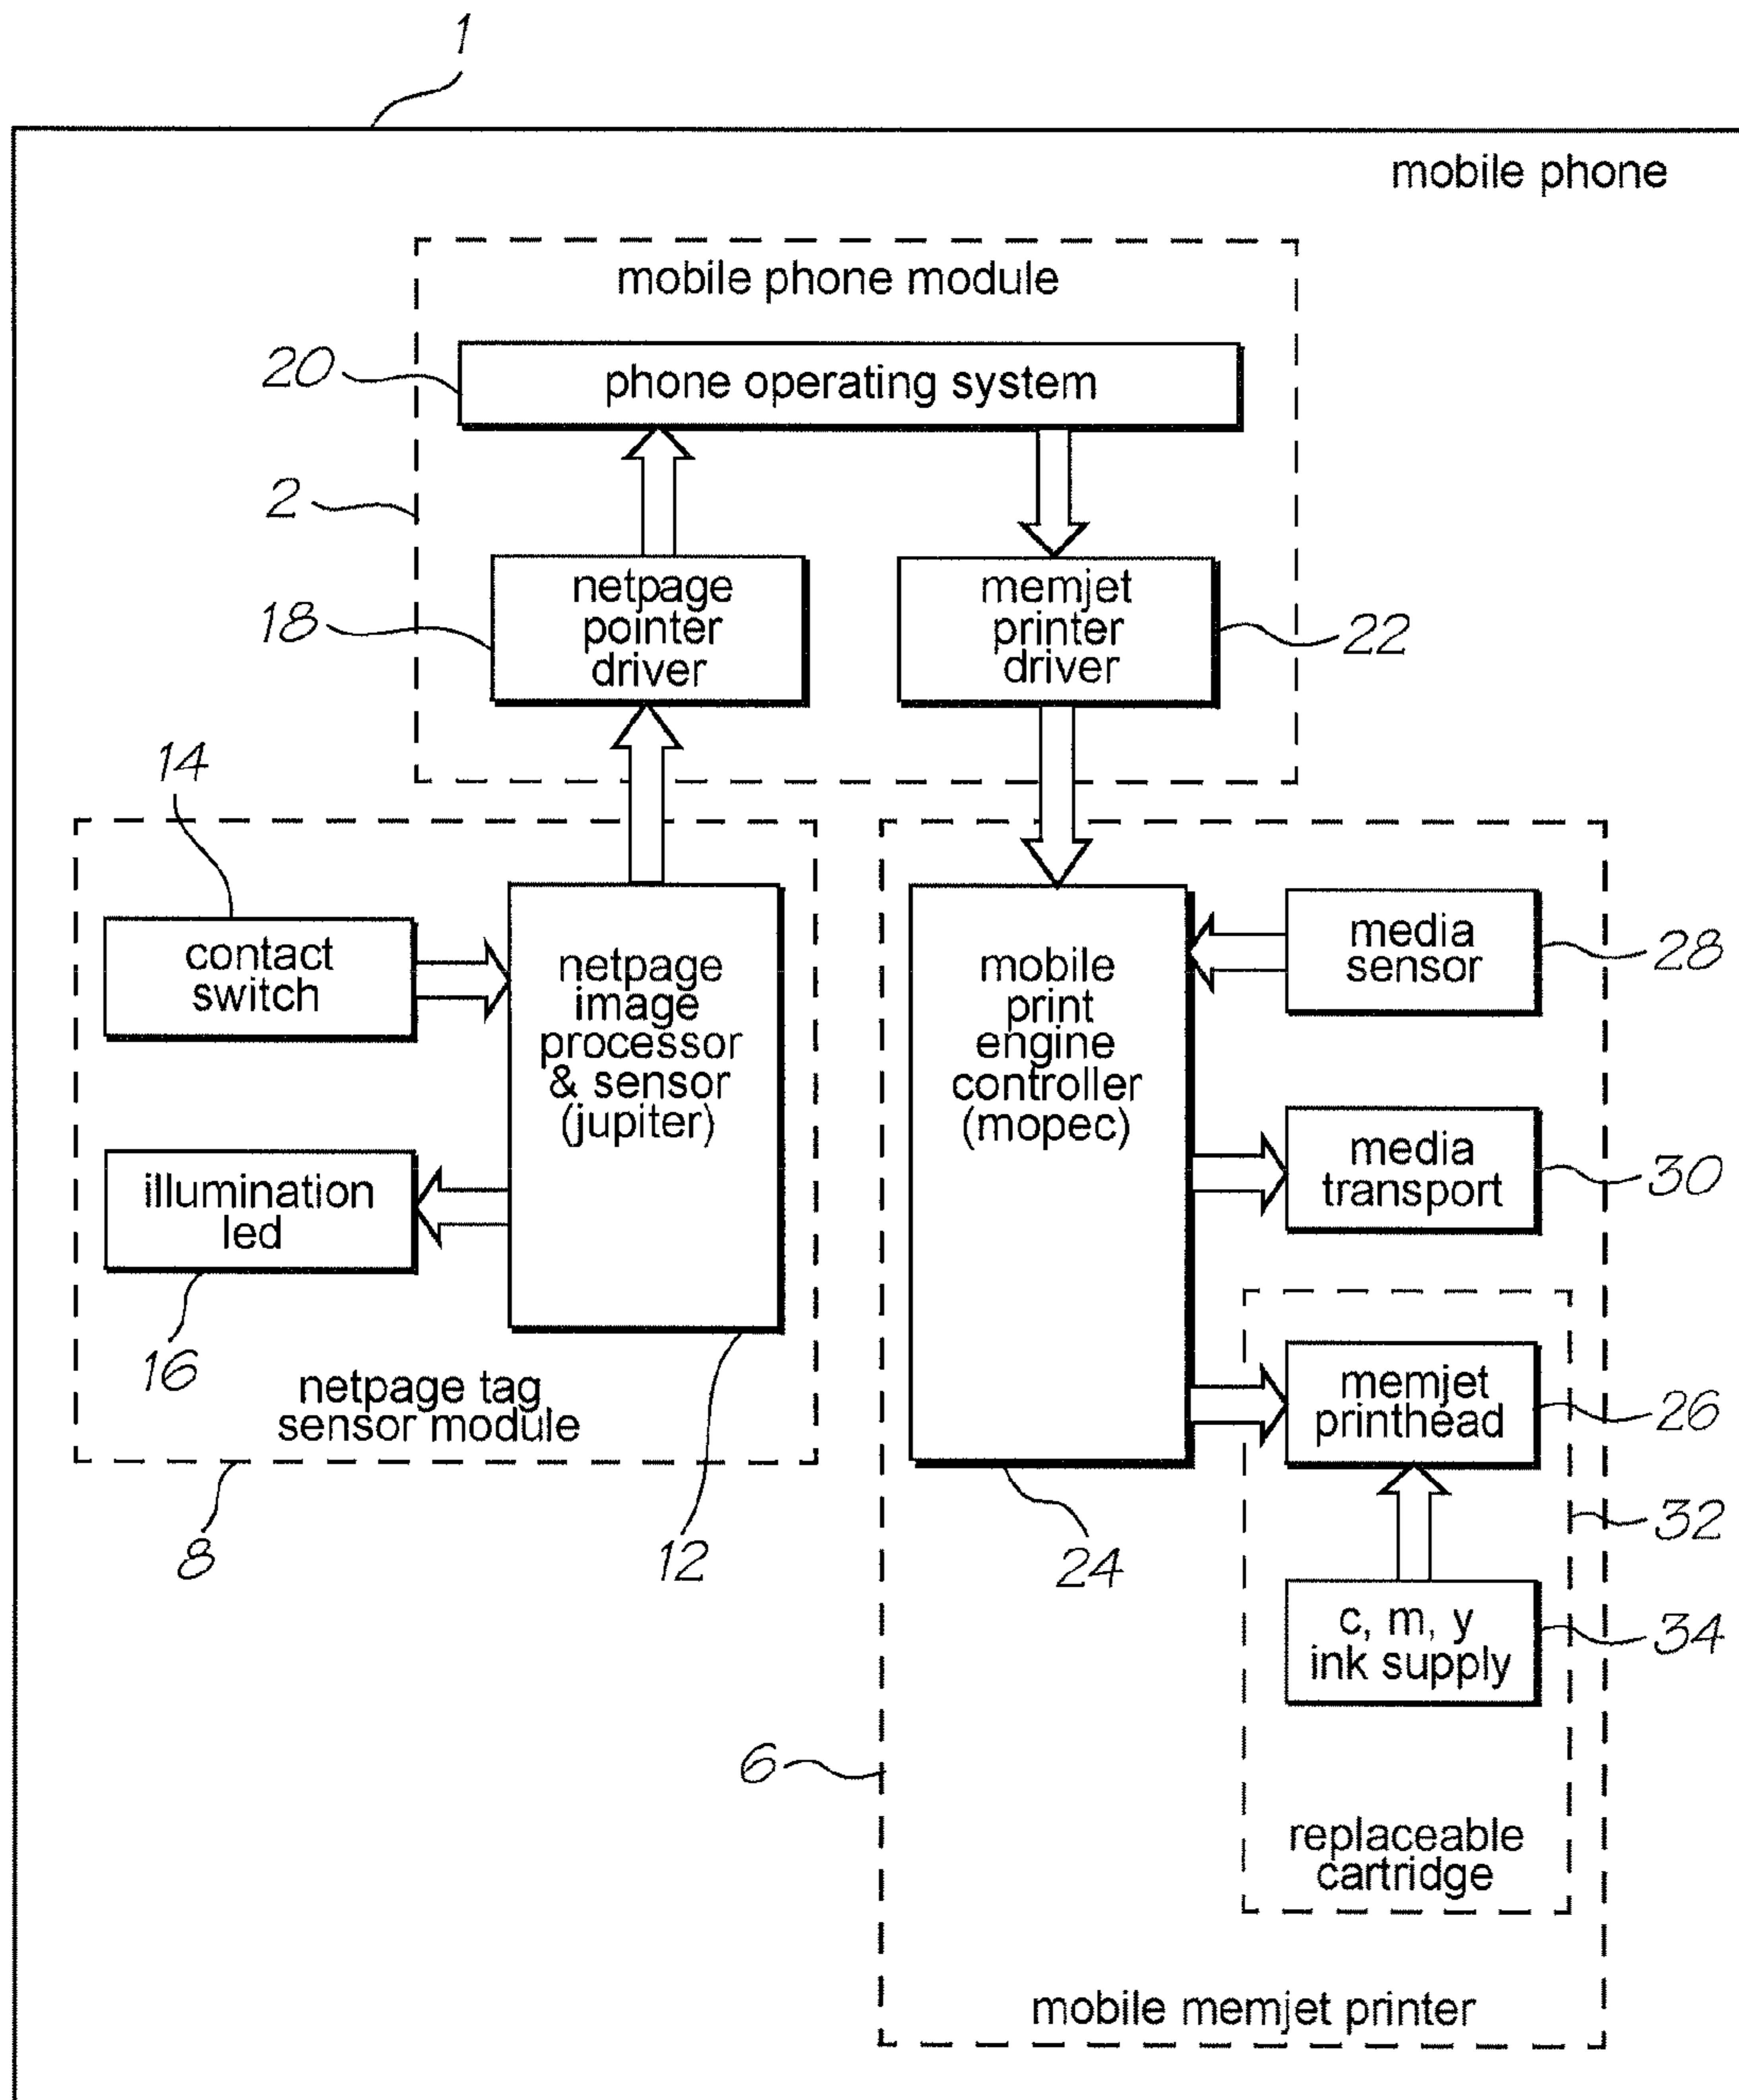 1
mobile phone
mobile phone module
20
phone operating system
2
netpage
pointer
driver
18
memjet
printer
driver
22
14
contact
switch
netpage
image
processor
& sensor
(jupiter)
illumination
led
16
netpage tag
sensor module
8
12
mobile
print
engine
controller
(mopec)
media
sensor
28
media
transport
30
memjet
printhead
26
24
32
c, m, y
ink supply
34
6
replaceable
cartridge
mobile memjet printer